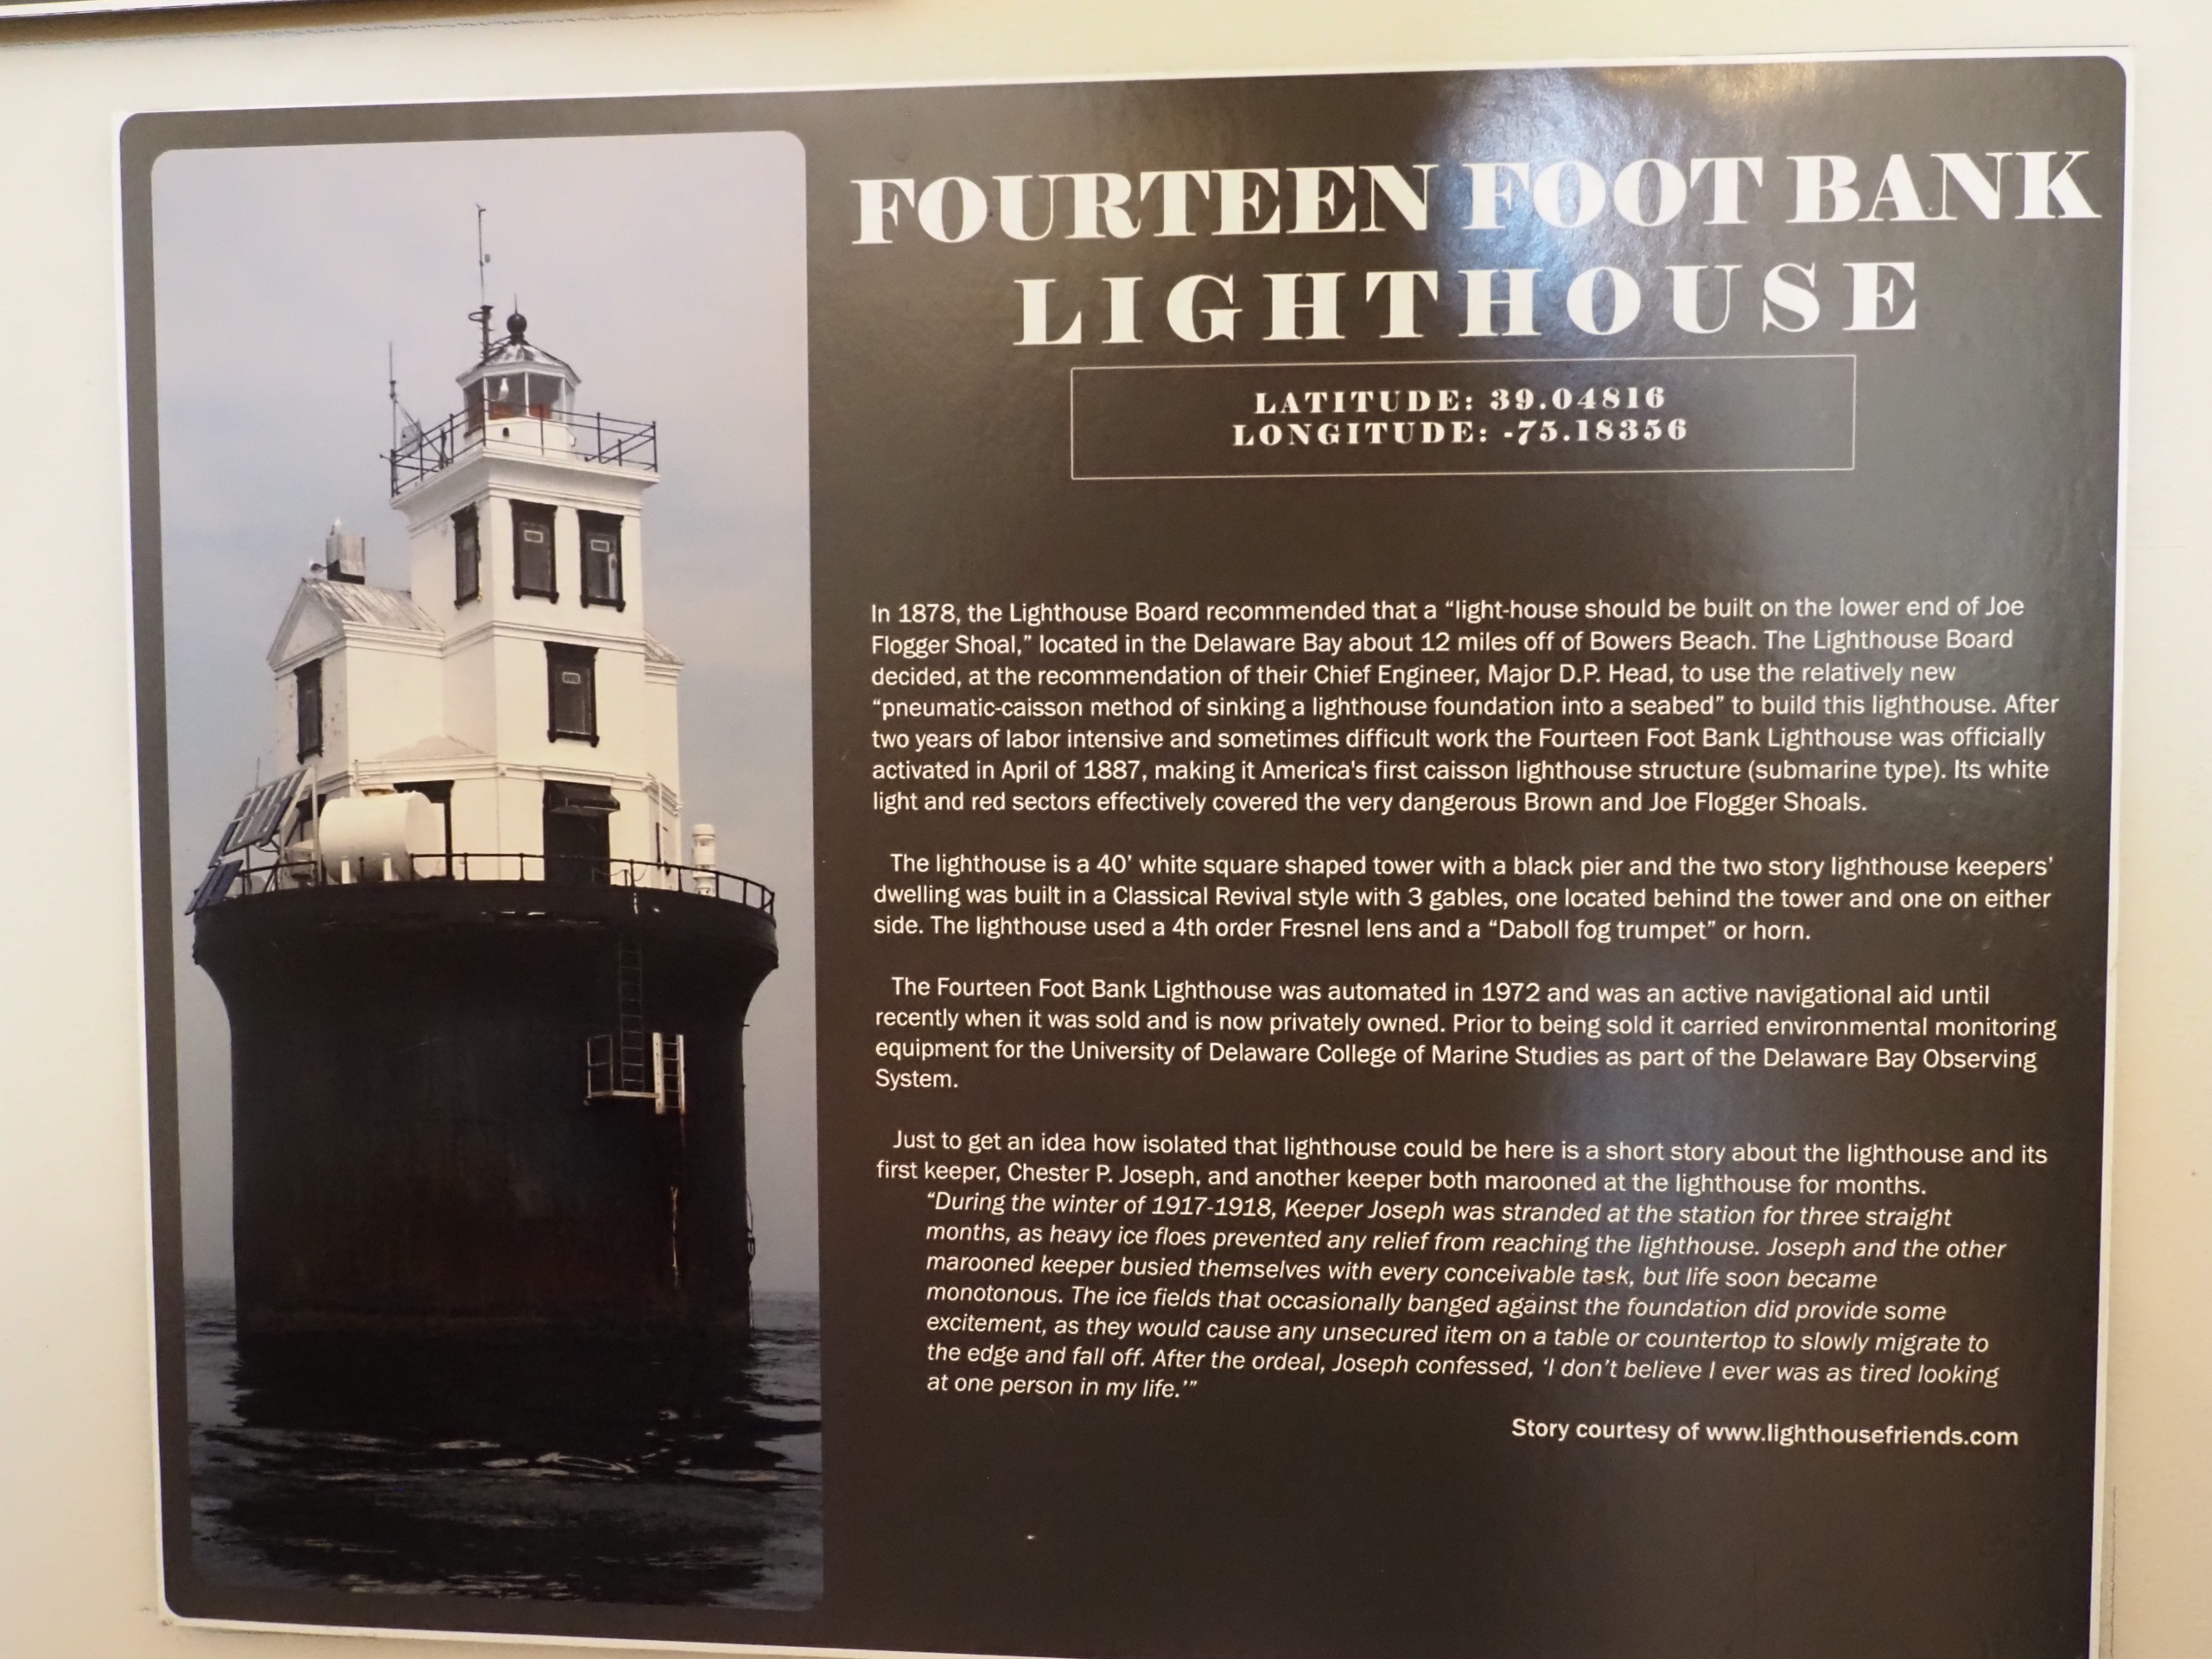 FOURTEEN FOOT BANK
LIGHTHOUSE
LATITUDE: 39.04816
LONGITUDE: -75.18356
In 1878, the Lighthouse Board recommended that a “light-house should be built on the lower end of Joe
Flogger Shoal,” located in the Delaware Bay about 12 miles off of Bowers Beach. The Lighthouse Board
decided, at the recommendation of their Chief Engineer, Major D.P. Head, to use the relatively new
“pneumatic-caisson method of sinking a lighthouse foundation into a seabed” to build this lighthouse. After
two years of labor intensive and sometimes difficult work the Fourteen Foot Bank Lighthouse was officially
activated in April of 1887, making it America's first caisson lighthouse structure (submarine type). Its white
light and red sectors effectively covered the very dangerous Brown and Joe Flogger Shoals.
The lighthouse is a 40’ white square shaped tower with a black pier and the two story lighthouse keepers’
dwelling was built in a Classical Revival style with 3 gables, one located behind the tower and one on either
side. The lighthouse used a 4th order Fresnel lens and a “Daboll fog trumpet” or horn.
The Fourteen Foot Bank Lighthouse was automated in 1972 and was an active navigational aid until
recently when it was sold and is now privately owned. Prior to being sold it carried environmental monitoring
equipment for the University of Delaware College of Marine Studies as part of the Delaware Bay Observing
System.
Just to get an idea how isolated that lighthouse could be here is a short story about the lighthouse and its
first keeper, Chester P. Joseph, and another keeper both marooned at the lighthouse for months.
“During the winter of 1917-1918, Keeper Joseph was stranded at the station for three straight
months, as heavy ice floes prevented any relief from reaching the lighthouse. Joseph and the other
marooned keeper busied themselves with every conceivable task, but life soon became
monotonous. The ice fields that occasionally banged against the foundation did provide some
excitement, as they would cause any unsecured item on a table or countertop to slowly migrate to
the edge and fall off. After the ordeal, Joseph confessed, ‘I don’t believe I ever was as tired looking
at one person in my life.’”
Story courtesy of www.lighthousefriends.com